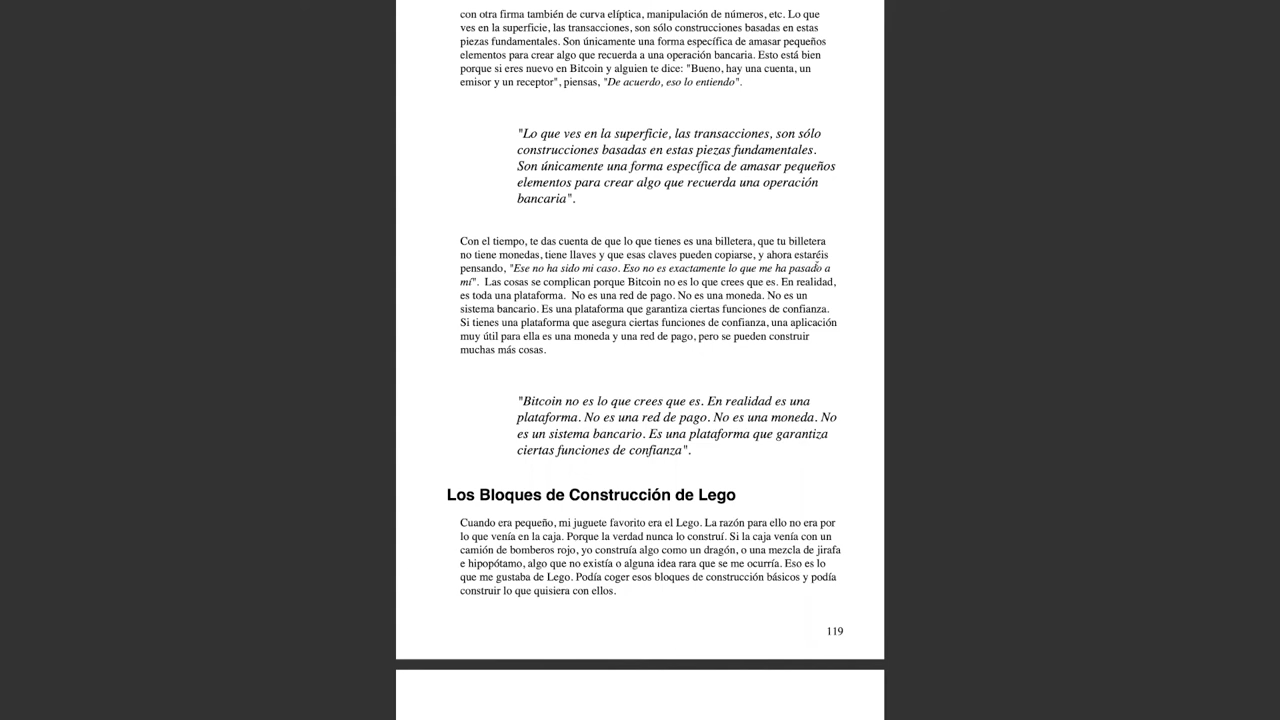 con otra firma también de curva elíptica, manipulación de números, etc. Lo que
ves en la superficie, las transacciones, son sólo construcciones basadas en estas
piezas fundamentales. Son únicamente una forma específica de amasar pequeños
elementos para crear algo que recuerda a una operación bancaria. Esto está bien
porque si eres nuevo en Bitcoin y alguien te dice: "Bueno, hay una cuenta, un
emisor y un receptor", piensas, "De acuerdo, eso lo entiendo".
"Lo que ves en la superficie, las transacciones, son sólo
construcciones basadas en estas piezas fundamentales.
Son únicamente una forma específica de amasar pequeños
elementos para crear algo que recuerda una operación
bancaria".
Con el tiempo, te das cuenta de que lo que tienes es una billetera, que tu billetera
no tiene monedas, tiene llaves y que esas claves pueden copiarse, y ahora estaréis
pensando, "Ese no ha sido mi caso. Eso no es exactamente lo que me ha pasado a
mí". Las cosas se complican porque Bitcoin no es lo que crees que es. En realidad,
es toda una plataforma. No es una red de pago. No es una moneda. No es un
sistema bancario. Es una plataforma que garantiza ciertas funciones de confianza.
Si tienes una plataforma que asegura ciertas funciones de confianza, una aplicación
muy útil para ella es una moneda y una red de pago, pero se pueden construir
muchas más cosas.
"Bitcoin no es lo que crees que es. En realidad es una
plataforma. No es una red de pago. No es una moneda. No
es un sistema bancario. Es una plataforma que garantiza
ciertas funciones de confianza".
Los Bloques de Construcción de Lego
Cuando era pequeño, mi juguete favorito era el Lego. La razón para ello no era por
lo que venía en la caja. Porque la verdad nunca lo construí. Si la caja venía con un
camión de bomberos rojo, yo construía algo como un dragón, o una mezcla de jirafa
e hipopótamo, algo que no existía o alguna idea rara que se me ocurría. Eso es lo
que me gustaba de Lego. Podía coger esos bloques de construcción básicos y podía
construir lo que quisiera con ellos.
119